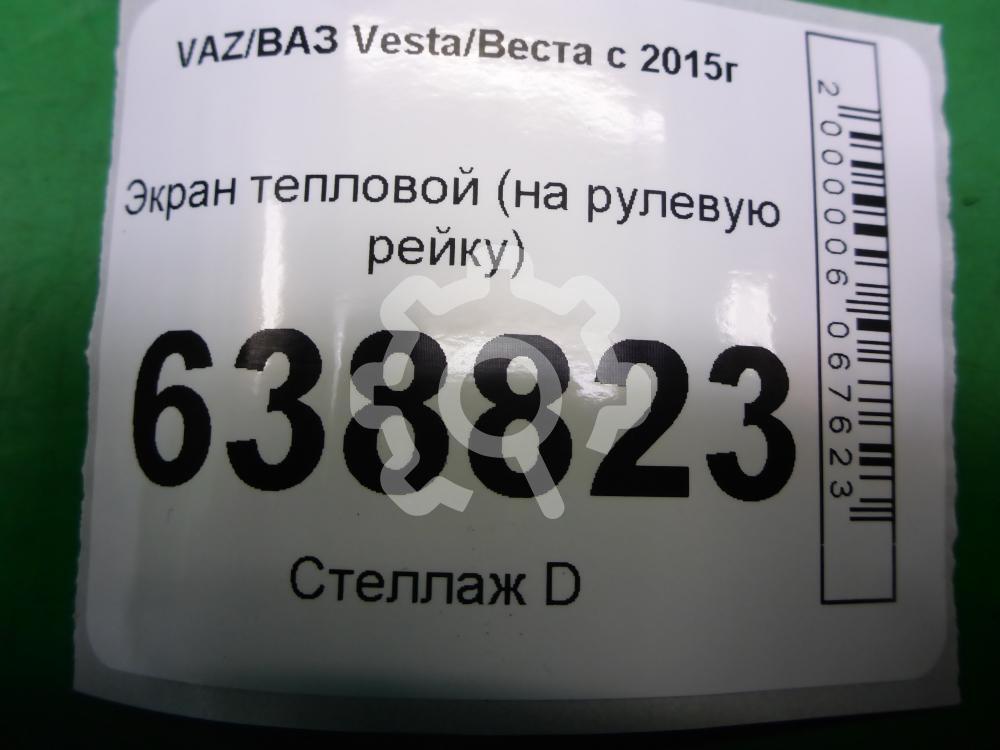 VAZ/ВАЗ Vesta/Веста с 2015г
Экран тепловой (на рулевую
рейку)
638823
Стеллаж D
2000006067623